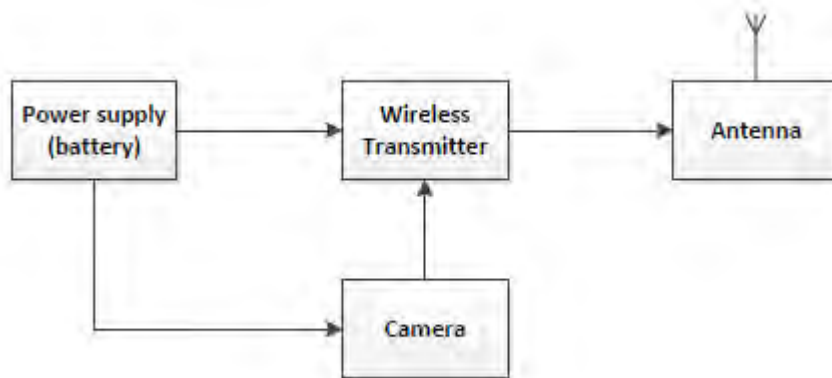 Power supply
(battery)
Wireless
Transmitter
Antenna
Camera